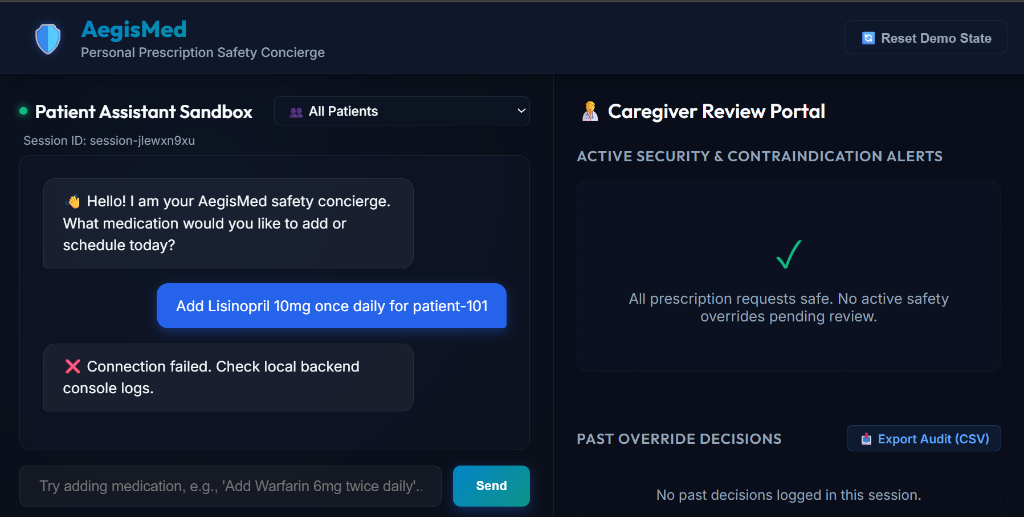 AegisMed
Personal Prescription Safety Concierge
Reset Demo State
Patient Assistant Sandbox
All Patients
Session ID: session-jlewxn9xu
Hello! I am your AegisMed safety concierge.
What medication would you like to add or
schedule today?
Add Lisinopril 10mg once daily for patient-101
Connection failed. Check local backend
console logs.
Try adding medication, e.g., 'Add Warfarin 6mg twice daily'..
Send
Caregiver Review Portal
ACTIVE SECURITY & CONTRAINDICATION ALERTS
All prescription requests safe. No active safety
overrides pending review.
PAST OVERRIDE DECISIONS
Export Audit (CSV)
No past decisions logged in this session.